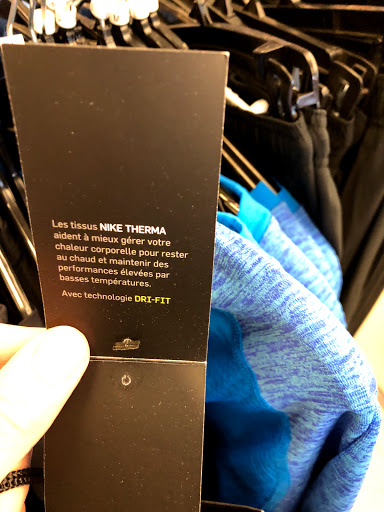 Les tissus NIKE THERMA
aident à mieux gérer votre
chaleur corporelle pour rester
au chaud et maintenir des
performances élevées par
basses températures.
Avec technologie DRI-FIT